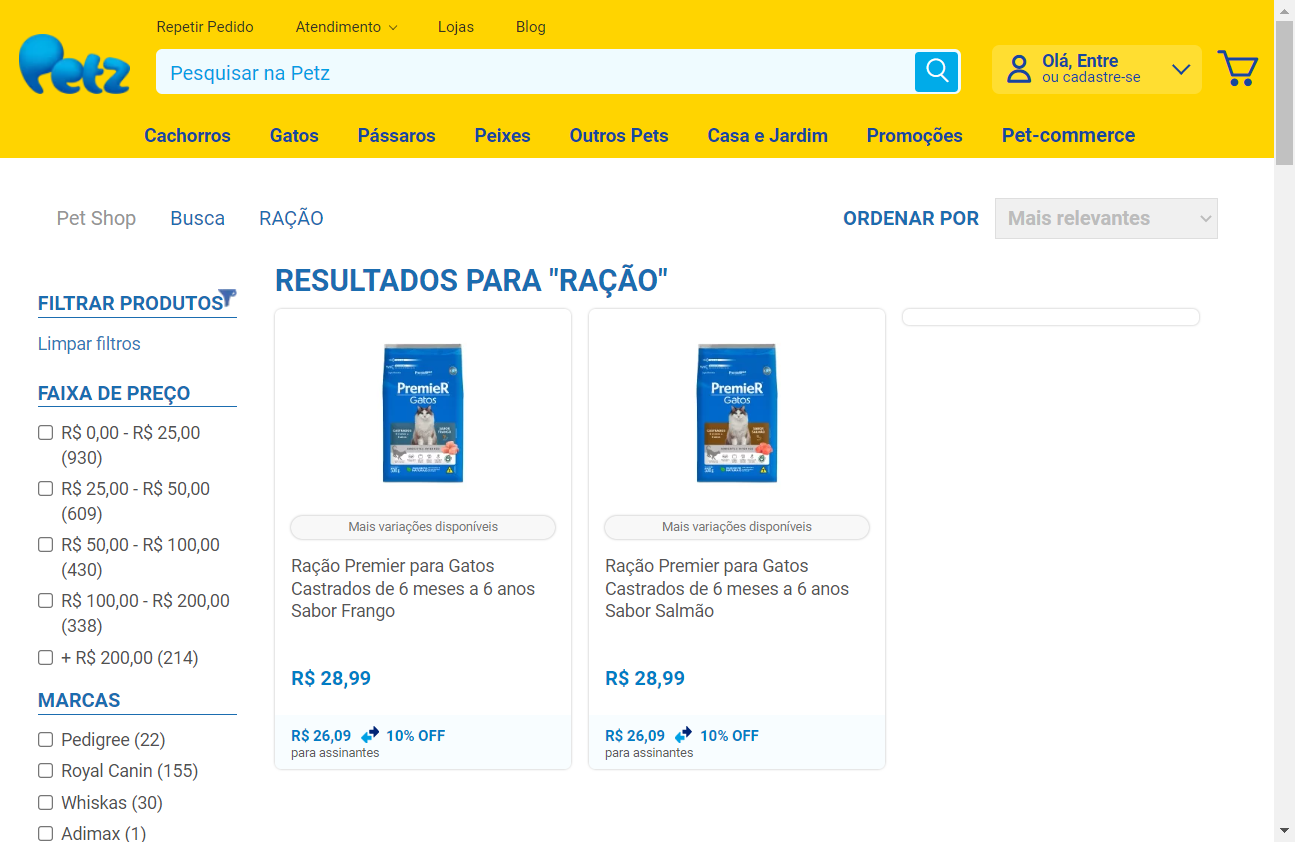 Repetir Pedido Atendimento Lojas Blog
Petz
Pesquisar na Petz
Olá, Entre
ou cadastre-se
Cachorros Gatos Pássaros Peixes Outros Pets Casa e Jardim Promoções Pet-commerce
Pet Shop Busca RAÇÃO
ORDENAR POR Mais relevantes
RESULTADOS PARA "RAÇÃO"
FILTRAR PRODUTOS
Limpar filtros
FAIXA DE PREÇO
R$ 0,00 - R$ 25,00
(930)
R$ 25,00 - R$ 50,00
(609)
R$ 50,00 - R$ 100,00
(430)
R$ 100,00 - R$ 200,00
(338)
+ R$ 200,00 (214)
MARCAS
Pedigree (22)
Royal Canin (155)
Whiskas (30)
Adimax (1)
PremieR
Gatos
Mais variações disponíveis
Ração Premier para Gatos
Castrados de 6 meses a 6 anos
Sabor Frango
R$ 28,99
R$ 26,09 10% OFF
para assinantes
PremieR
Gatos
Mais variações disponíveis
Ração Premier para Gatos
Castrados de 6 meses a 6 anos
Sabor Salmão
R$ 28,99
R$ 26,09 10% OFF
para assinantes